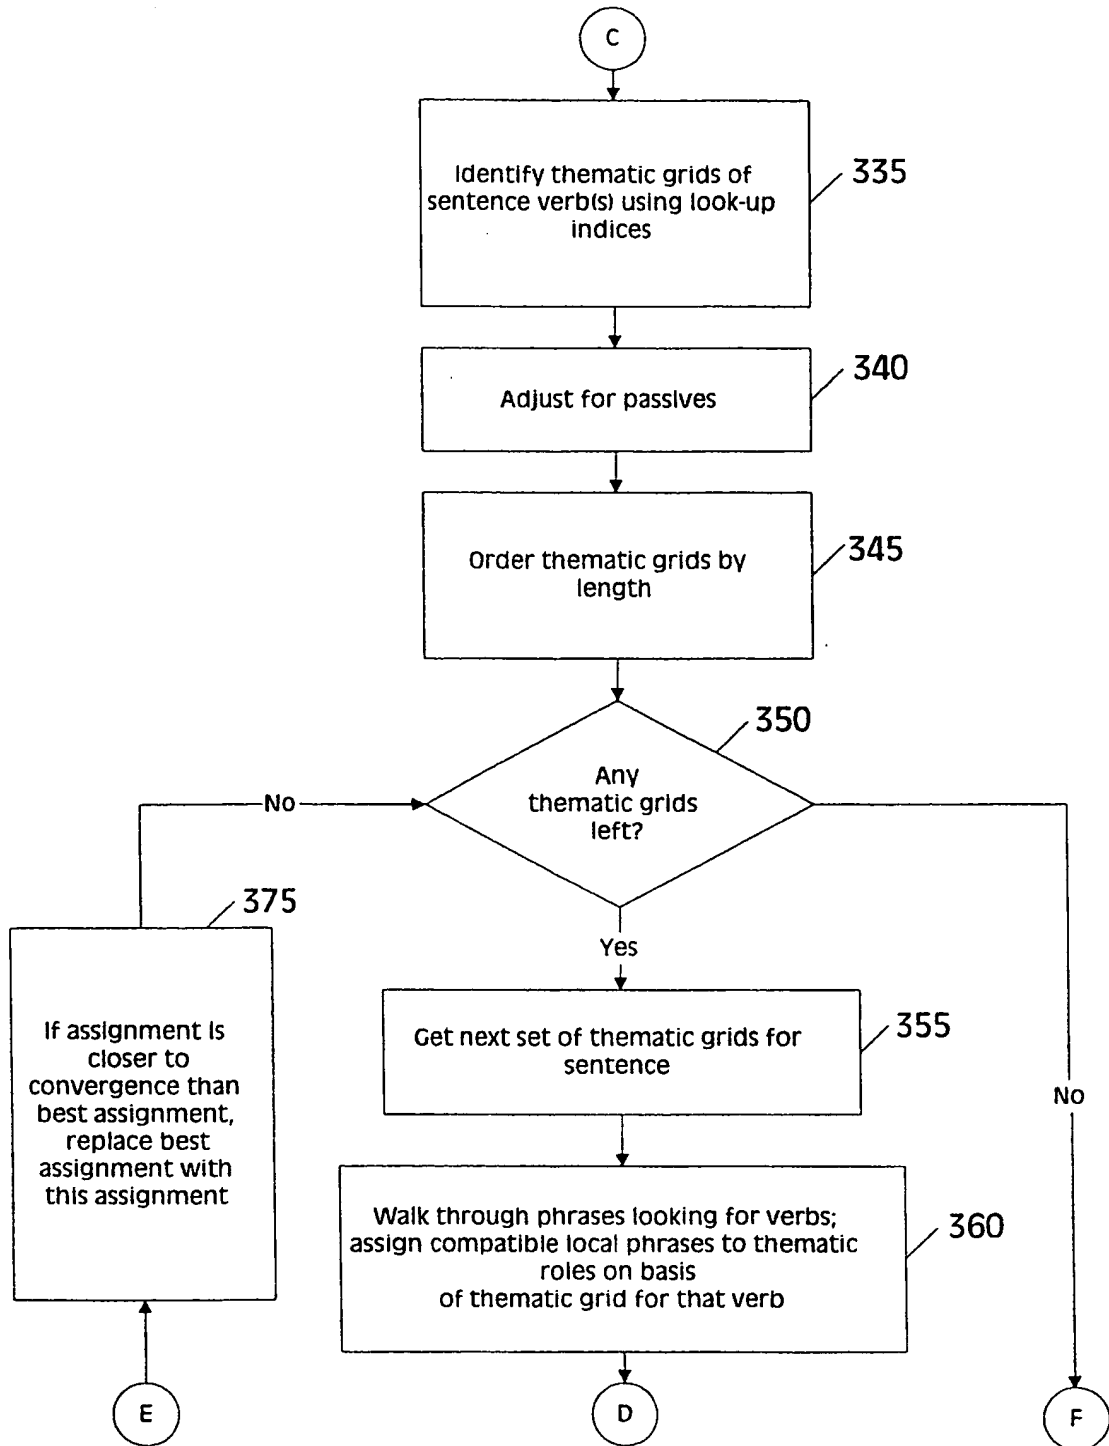 C
Identify thematic grids of
sentence verb(s) using look-up
indices
335
Adjust for passives
340
Order thematic grids by
length
345
350
Any
thematic grids
left?
No
375
Yes
If assignment is
closer to
convergence than
best assignment,
replace best
assignment with
this assignment
Get next set of thematic grids for
sentence
355
No
Walk through phrases looking for verbs;
assign compatible local phrases to thematic
roles on basis
of thematic grid for that verb
360
E
D
F